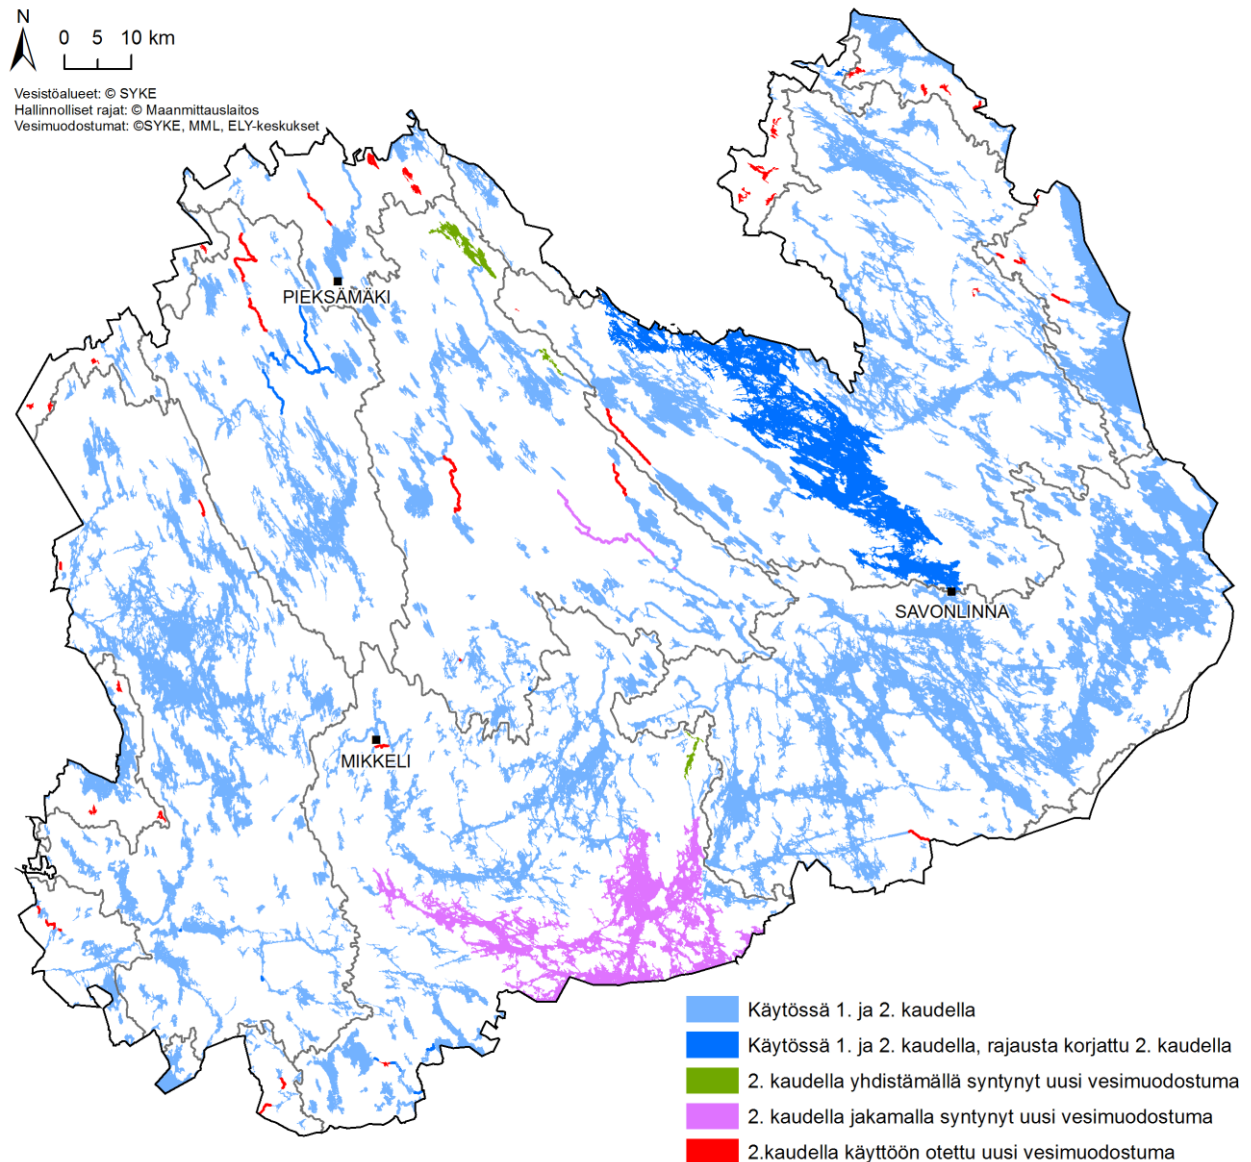 N
0 5 10 km
Vesistöalueet: © SYKE
Hallinnolliset rajat: © Maanmittauslaitos
Vesimuodostumat: ©SYKE, MML, ELY-keskukset
PIEKSÄMÄKI
SAVONLINNA
MIKKELI
Käytössä 1. ja 2. kaudella
Käytössä 1. ja 2. kaudella, rajausta korjattu 2. kaudella
2. kaudella yhdistämällä syntynyt uusi vesimuodostuma
2. kaudella jakamalla syntynyt uusi vesimuodostuma
2.kaudella käyttöön otettu uusi vesimuodostuma